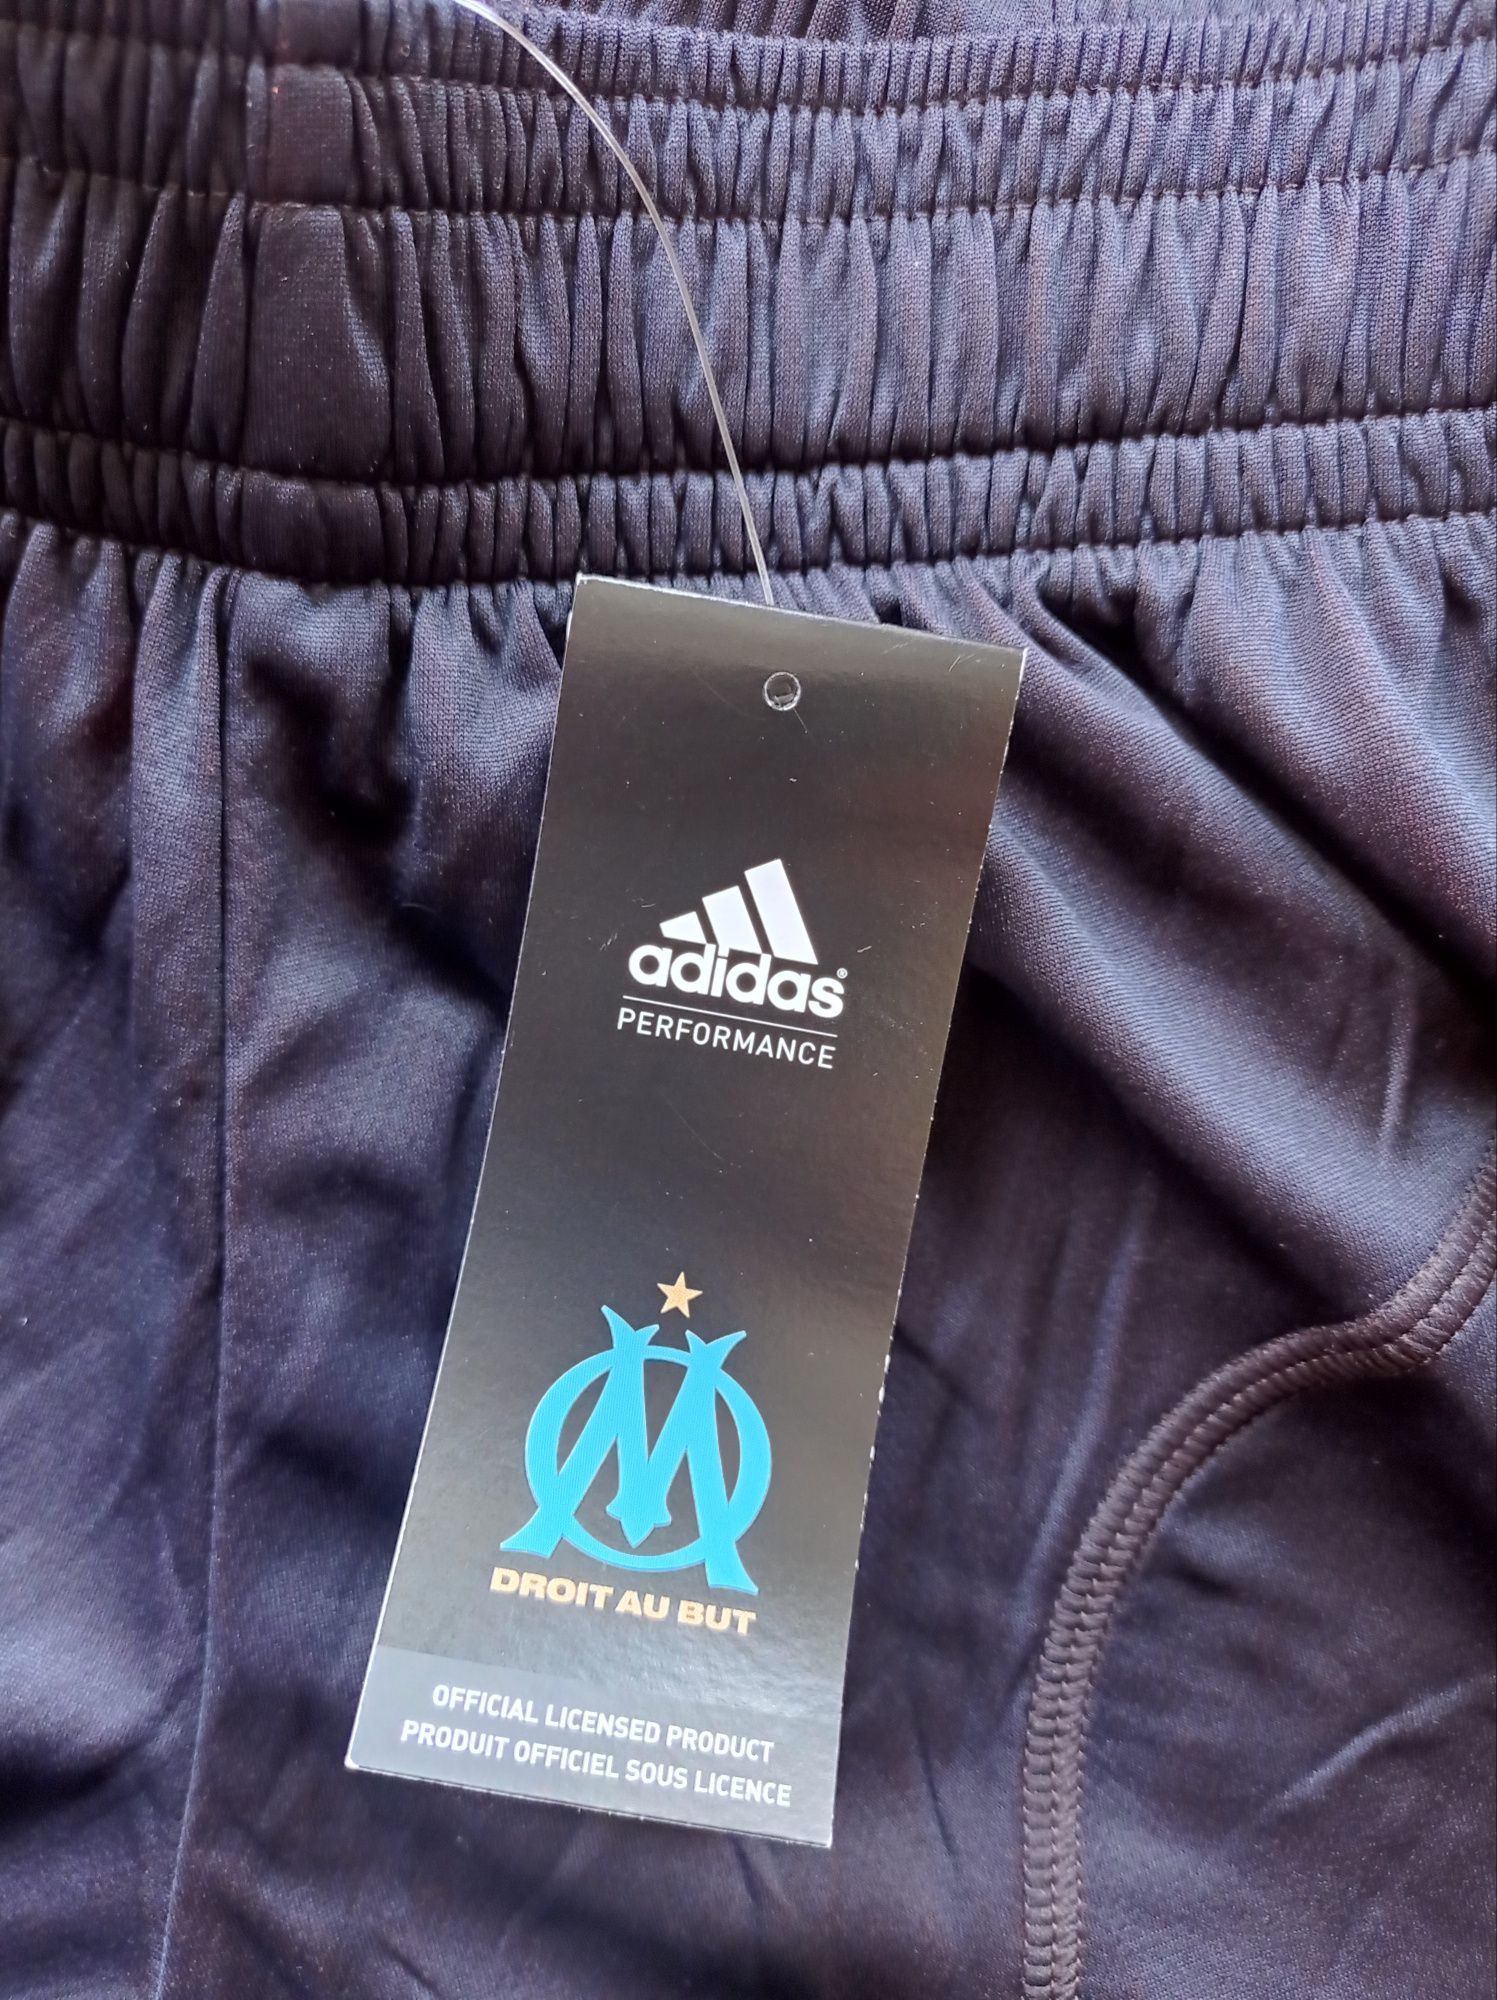 adidas®
PERFORMANCE
DROIT AU BUT
OFFICIAL LICENSED PRODUCT
PRODUIT OFFICIEL SOUS LICENCE